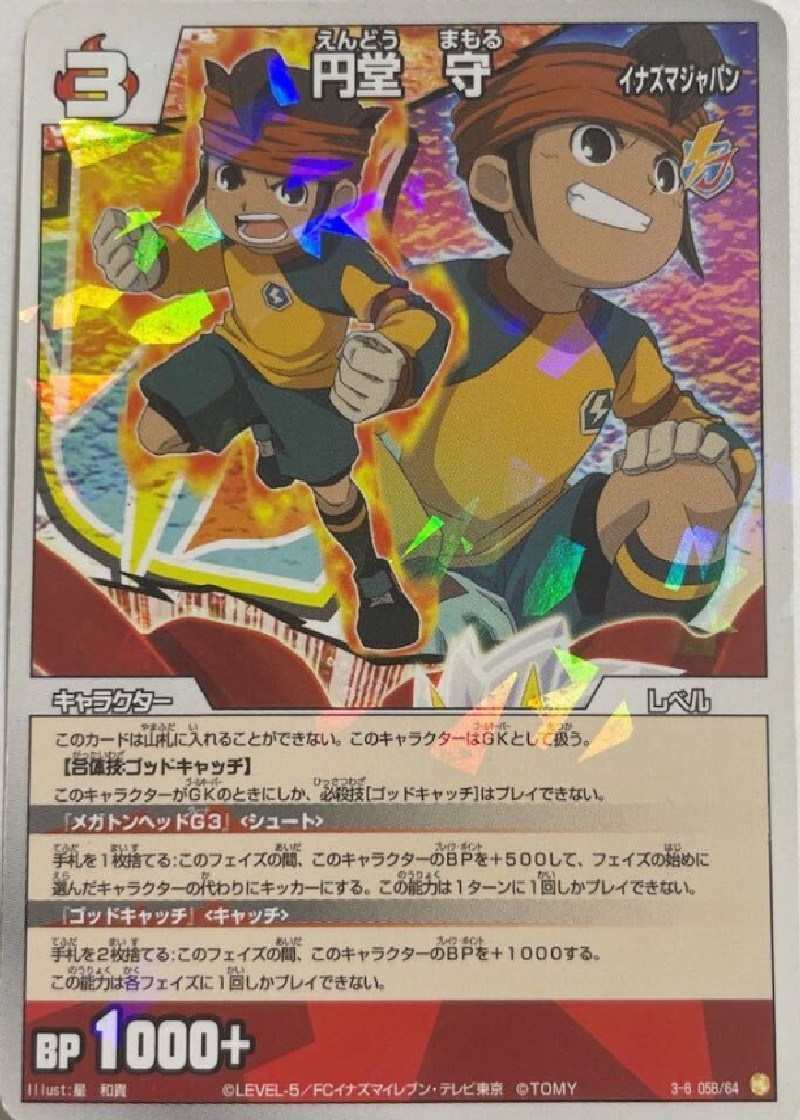 3
えんどう まもる
円堂 守
イナズマジャパン
キャラクター
レベル
このカードは山札に入れることができない。このキャラクターはGKとして扱う。
【合体技:ゴッドキャッチ】
このキャラクターがGKのときにしか、必殺技[ゴッドキャッチ]はプレイできない。
『メガトンヘッドG3』<シュート>
手札を1枚捨てる:このフェイズの間、このキャラクターのBPを+500して、フェイズの始めに
選んだキャラクターの代わりにキッカーにする。この能力は1ターンに1回しかプレイできない。
『ゴッドキャッチ』<キャッチ>
手札を2枚捨てる:このフェイズの間、このキャラクターのBPを+1000する。
この能力は各フェイズに1回しかプレイできない。
BP 1000+
Illust:星 和貴
©LEVEL-5/FCイナズマイレブン・テレビ東京 ©TOMY
3-6 058/64